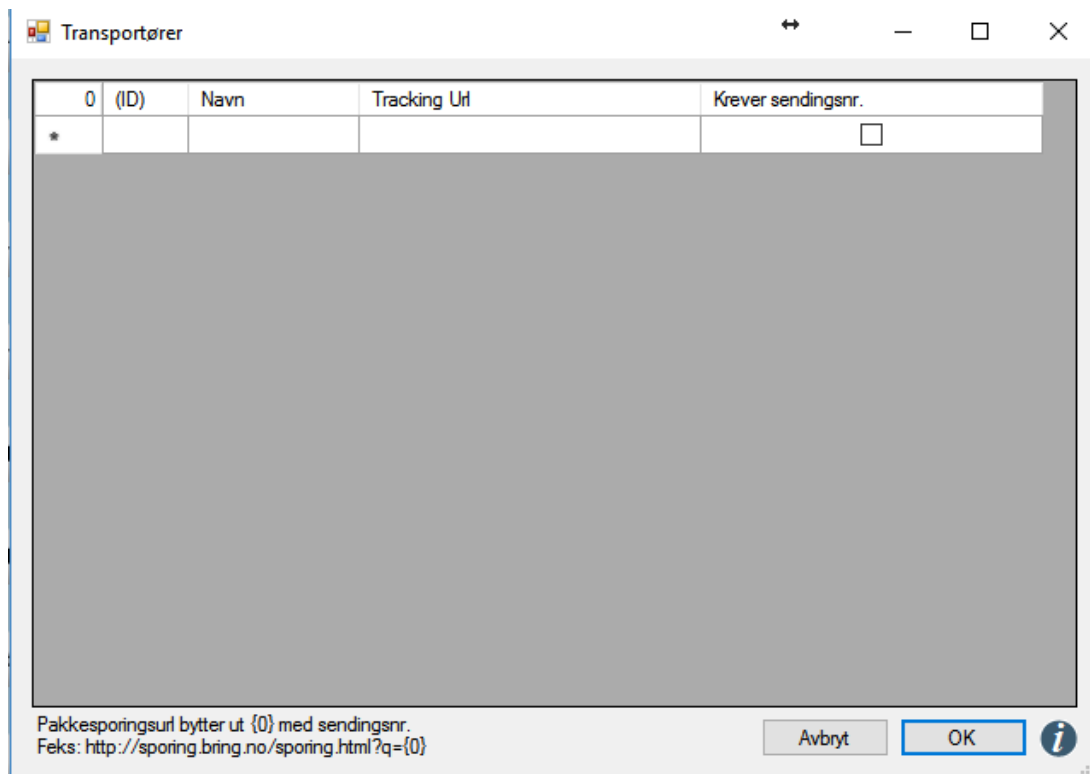 Transportører
0 (ID) Navn Tracking Url Krever sendingsnr.
*
Pakkesporingsurl bytter ut {0} med sendingsnr.
Feks: http://sporing.bring.no/sporing.html?q={0}
Avbryt OK i